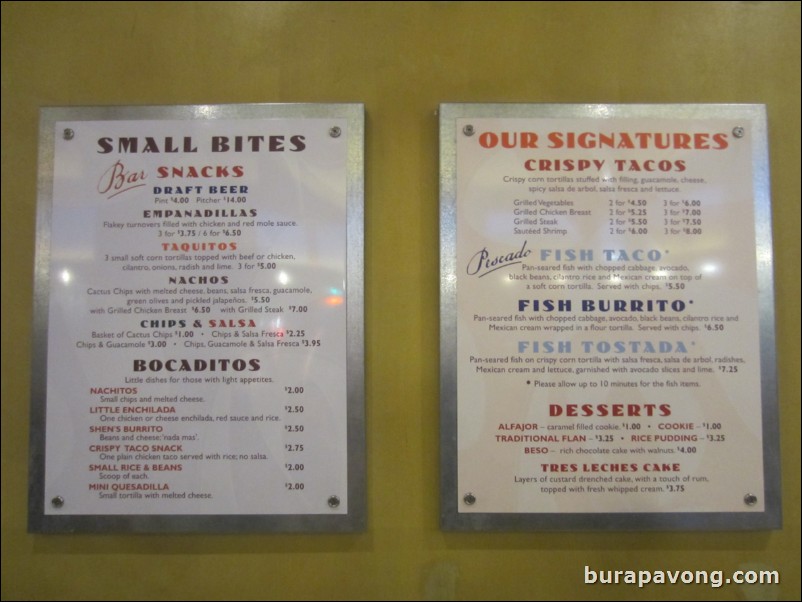 SMALL BITES
Bar SNACKS
DRAFT BEER
Pint $4.00 Pitcher $14.00
EMPANADILLAS
Flakey turnovers filled with chicken and red mole sauce.
3 for $3.75 / 6 for $6.50
TAQUITOS
3 small soft corn tortillas topped with beef or chicken,
cilantro, onions, radish and lime. 3 for $5.00
NACHOS
Cactus Chips with melted cheese, beans, salsa fresca, guacamole,
green olives and pickled jalapeños. $5.50
with Grilled Chicken Breast $6.50 with Grilled Steak $7.00
CHIPS & SALSA
Basket of Cactus Chips $1.00 • Chips & Salsa Fresca $2.25
Chips & Guacamole $3.00 • Chips, Guacamole & Salsa Fresca $3.95
BOCADITOS
Little dishes for those with light appetites.
NACHITOS $2.00
Small chips and melted cheese.
LITTLE ENCHILADA $2.50
One chicken or cheese enchilada, red sauce and rice.
SHEN'S BURRITO $2.50
Beans and cheese; 'nada mas'.
CRISPY TACO SNACK $2.75
One plain chicken taco served with rice; no salsa.
SMALL RICE & BEANS $2.00
Scoop of each.
MINI QUESADILLA $2.00
Small tortilla with melted cheese.
OUR SIGNATURES
CRISPY TACOS
Crispy corn tortillas stuffed with filling, guacamole, cheese,
spicy salsa de arbol, salsa fresca and lettuce.
Grilled Vegetables 2 for $4.50 3 for $6.00
Grilled Chicken Breast 2 for $5.25 3 for $7.00
Grilled Steak 2 for $5.50 3 for $7.50
Sautéed Shrimp 2 for $6.00 3 for $8.00
Pescado FISH TACO*
Pan-seared fish with chopped cabbage, avocado,
black beans, cilantro rice and Mexican cream on top of
a soft corn tortilla. Served with chips. $5.50
FISH BURRITO*
Pan-seared fish with chopped cabbage, avocado, black beans, cilantro rice and
Mexican cream wrapped in a flour tortilla. Served with chips. $6.50
FISH TOSTADA*
Pan-seared fish on crispy corn tortilla with salsa fresca, salsa de arbol, radishes,
Mexican cream and lettuce, garnished with avocado slices and lime. $7.25
* Please allow up to 10 minutes for the fish items.
DESSERTS
ALFAJOR – caramel filled cookie. $1.00 • COOKIE – $1.00
TRADITIONAL FLAN – $3.25 • RICE PUDDING – $3.25
BESO – rich chocolate cake with walnuts. $4.00
TRES LECHES CAKE
Layers of custard drenched cake, with a touch of rum,
topped with fresh whipped cream. $3.75
burapavong.com